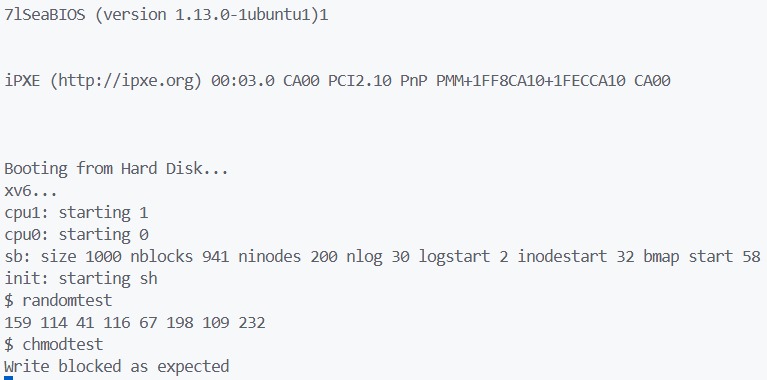 7lSeaBIOS (version 1.13.0-1ubuntu1)1
iPXE (http://ipxe.org) 00:03.0 CA00 PCI2.10 PnP PMM+1FF8CA10+1FECCA10 CA00
Booting from Hard Disk...
xv6...
cpu1: starting 1
cpu0: starting 0
sb: size 1000 nblocks 941 ninodes 200 nlog 30 logstart 2 inodestart 32 bmap start 58
init: starting sh
$ randomtest
159 114 41 116 67 198 109 232
$ chmodtest
Write blocked as expected